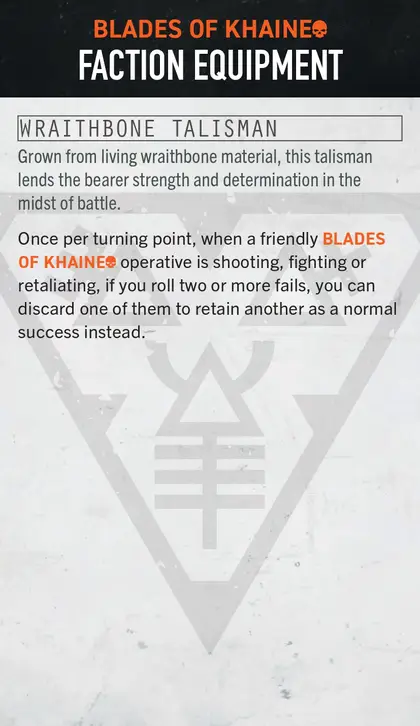 BLADES OF KHAINE
FACTION EQUIPMENT
WRAITHBONE TALISMAN
Grown from living wraithbone material, this talisman
lends the bearer strength and determination in the
midst of battle.
Once per turning point, when a friendly BLADES
OF KHAINE operative is shooting, fighting or
retaliating, if you roll two or more fails, you can
discard one of them to retain another as a normal
success instead.